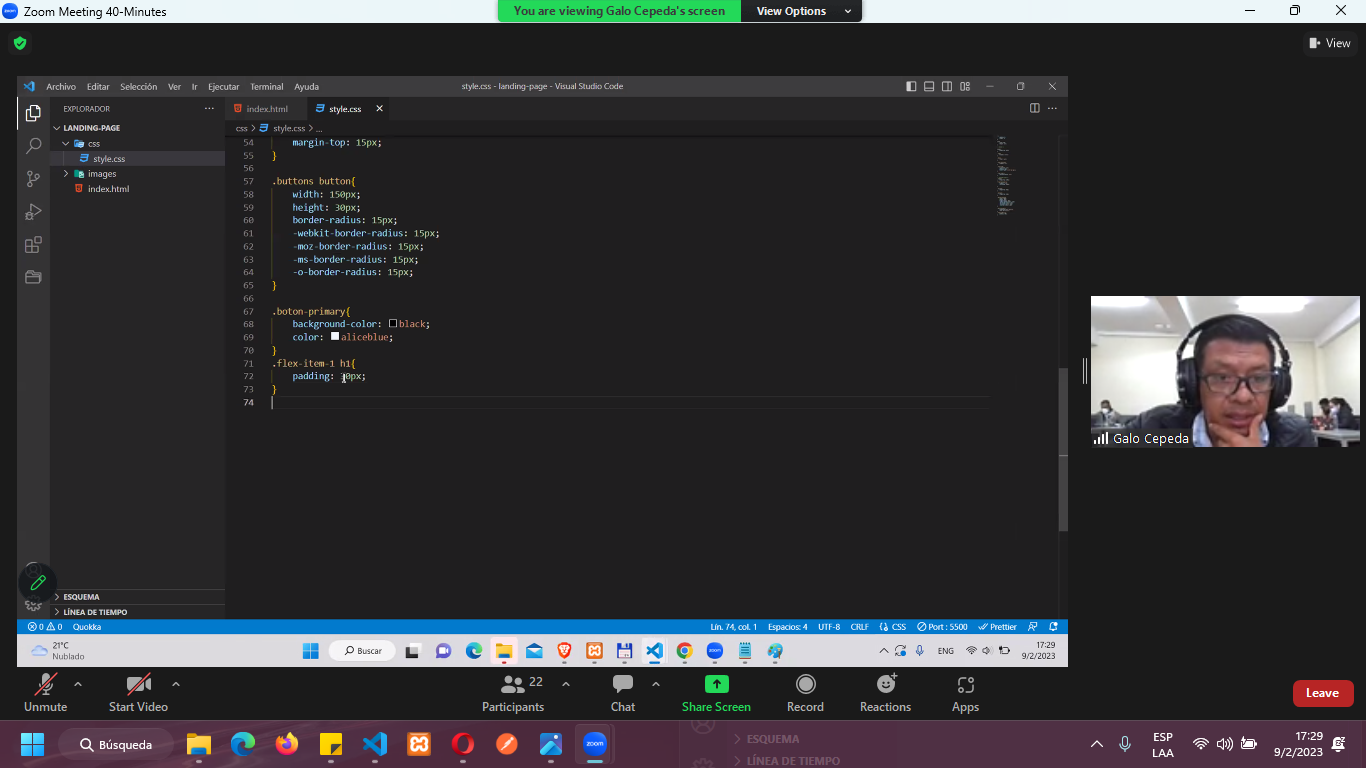 Zoom Meeting 40-Minutes
You are viewing Galo Cepeda's screen
View Options
View
Archivo Editar Selección Ver Ir Ejecutar Terminal Ayuda
style.css - landing-page - Visual Studio Code
EXPLORADOR
index.html
style.css
LANDING-PAGE
css
style.css
images
index.html
css > style.css > ...
54 margin-top: 15px;
55 }
56
57 .buttons button{
58 width: 150px;
59 height: 30px;
60 border-radius: 15px;
61 -webkit-border-radius: 15px;
62 -moz-border-radius: 15px;
63 -ms-border-radius: 15px;
64 -o-border-radius: 15px;
65 }
66
67 .boton-primary{
68 background-color: black;
69 color: aliceblue;
70 }
71 .flex-item-1 h1{
72 padding:
73 }
74
ESQUEMA
LÍNEA DE TIEMPO
0 0 Quokka
Lín. 74, col. 1 Espacios: 4 UTF-8 CRLF CSS Port : 5500 Prettier
21°C
Nublado
Buscar
ENG
17:29
9/2/2023
Galo Cepeda
Unmute
Start Video
22
Participants
Chat
Share Screen
Record
Reactions
Apps
Leave
ESQUEMA
LÍNEA DE TIEMPO
Búsqueda
zoom
ESP
LAA
17:29
9/2/2023